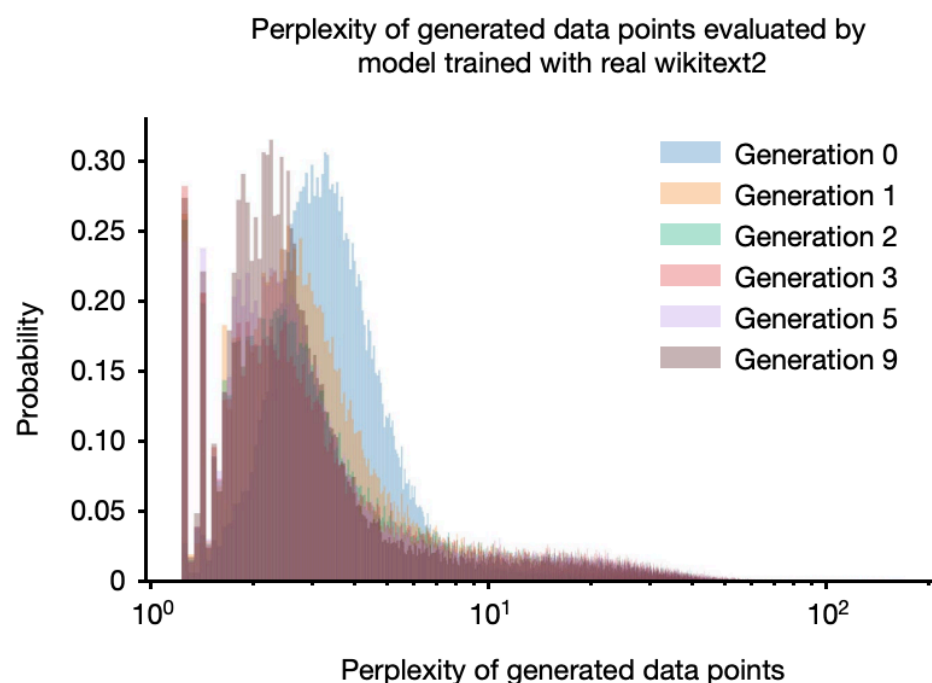 Perplexity of generated data points evaluated by
model trained with real wikitext2
0.30
0.25
0.20
0.15
0.10
0.05
0
Probability
Generation 0
Generation 1
Generation 2
Generation 3
Generation 5
Generation 9
10⁰ 10¹ 10²
Perplexity of generated data points